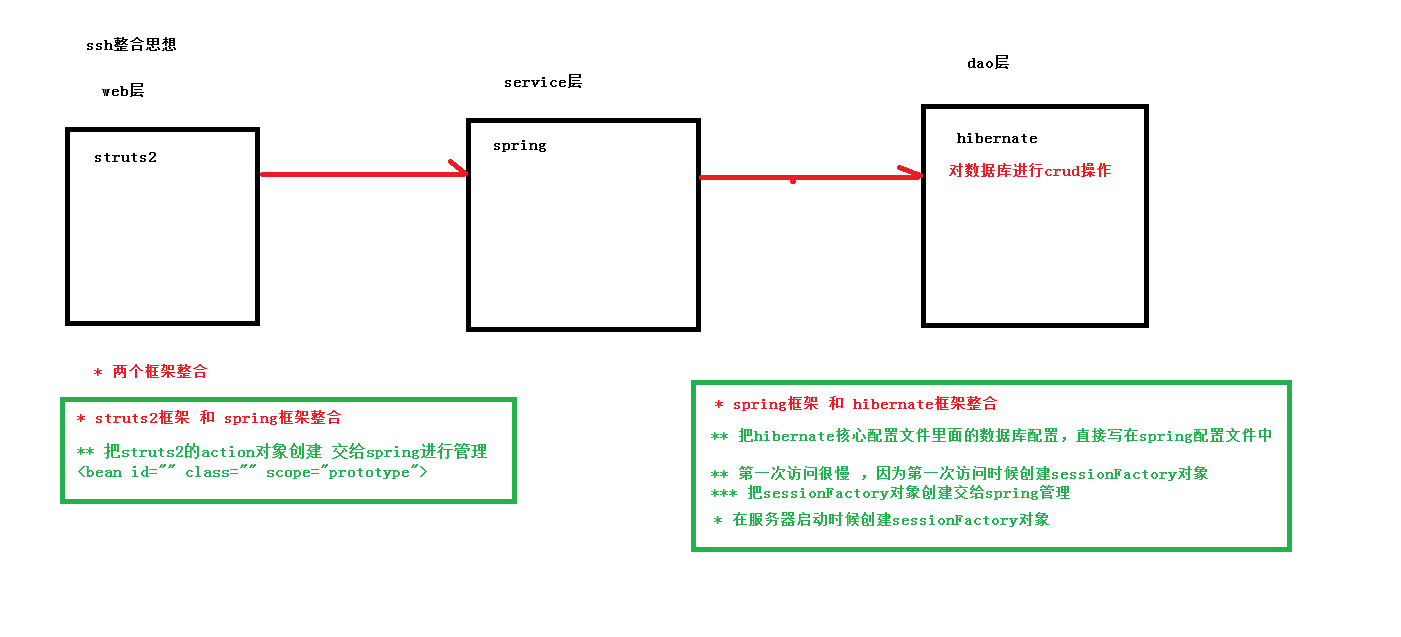 ssh整合思想
web层
service层
dao层
struts2
spring
hibernate
对数据库进行crud操作
* 两个框架整合
* struts2框架 和 spring框架整合
** 把struts2的action对象创建 交给spring进行管理
<bean id="" class="" scope="prototype">
* spring框架 和 hibernate框架整合
** 把hibernate核心配置文件里面的数据库配置，直接写在spring配置文件中
** 第一次访问很慢 ，因为第一次访问时候创建sessionFactory对象
*** 把sessionFactory对象创建交给spring管理
* 在服务器启动时候创建sessionFactory对象